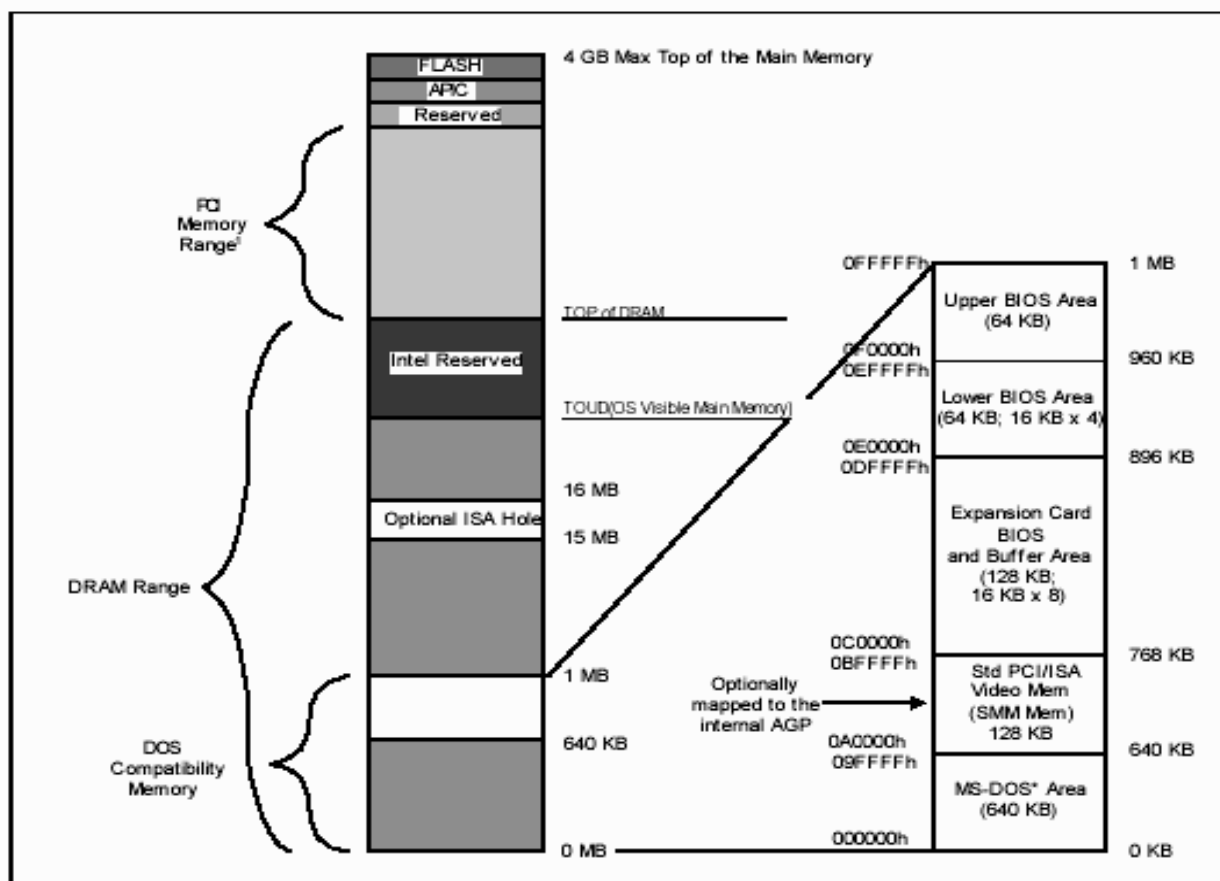 4 GB Max Top of the Main Memory
FLASH
APIC
Reserved
PCI
Memory
Range¹
TOP of DRAM
Intel Reserved
TOUD(OS Visible Main Memory)
16 MB
Optional ISA Hole
15 MB
DRAM Range
1 MB
640 KB
DOS
Compatibility
Memory
0 MB
0FFFFFh
1 MB
Upper BIOS Area
(64 KB)
0F0000h
0EFFFFh
960 KB
Lower BIOS Area
(64 KB; 16 KB x 4)
0E0000h
0DFFFFh
896 KB
Expansion Card
BIOS
and Buffer Area
(128 KB;
16 KB x 8)
0C0000h
0BFFFFh
768 KB
Std PCI/ISA
Video Mem
(SMM Mem)
128 KB
Optionally
mapped to the
internal AGP
0A0000h
09FFFFh
640 KB
MS-DOS* Area
(640 KB)
000000h
0 KB